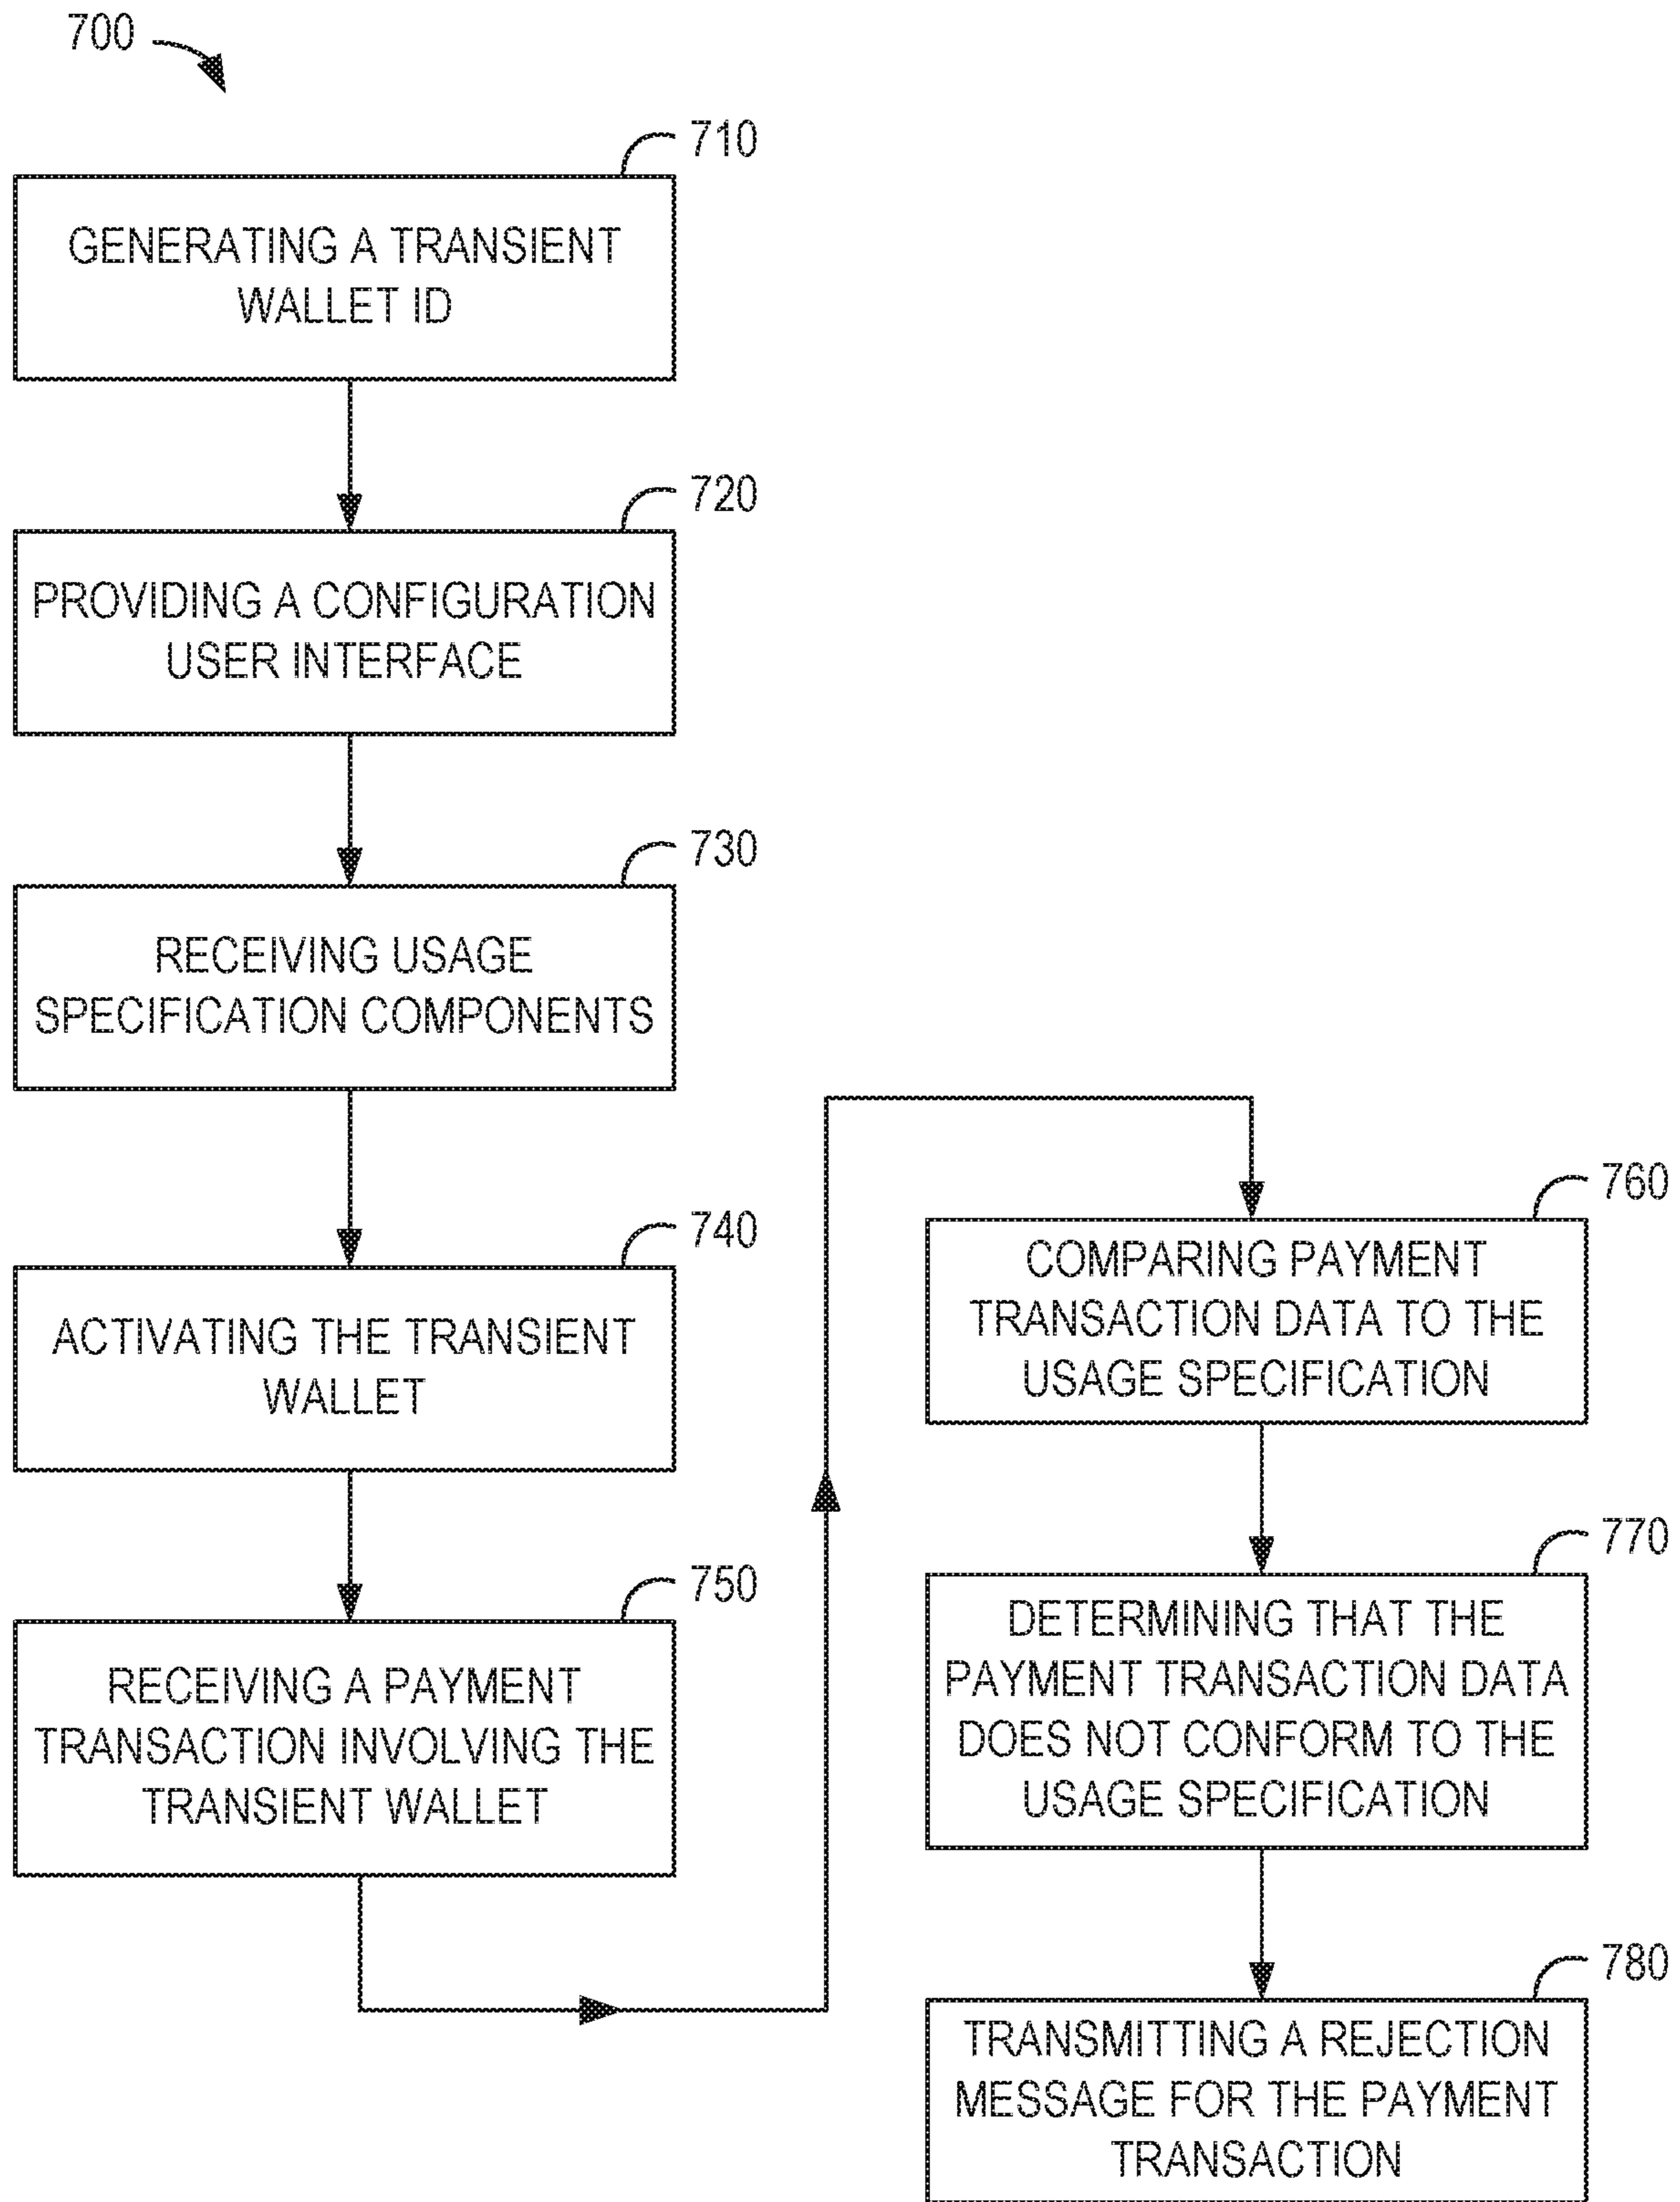 700
710
GENERATING A TRANSIENT
WALLET ID
720
PROVIDING A CONFIGURATION
USER INTERFACE
730
RECEIVING USAGE
SPECIFICATION COMPONENTS
740
ACTIVATING THE TRANSIENT
WALLET
750
RECEIVING A PAYMENT
TRANSACTION INVOLVING THE
TRANSIENT WALLET
760
COMPARING PAYMENT
TRANSACTION DATA TO THE
USAGE SPECIFICATION
770
DETERMINING THAT THE
PAYMENT TRANSACTION DATA
DOES NOT CONFORM TO THE
USAGE SPECIFICATION
780
TRANSMITTING A REJECTION
MESSAGE FOR THE PAYMENT
TRANSACTION